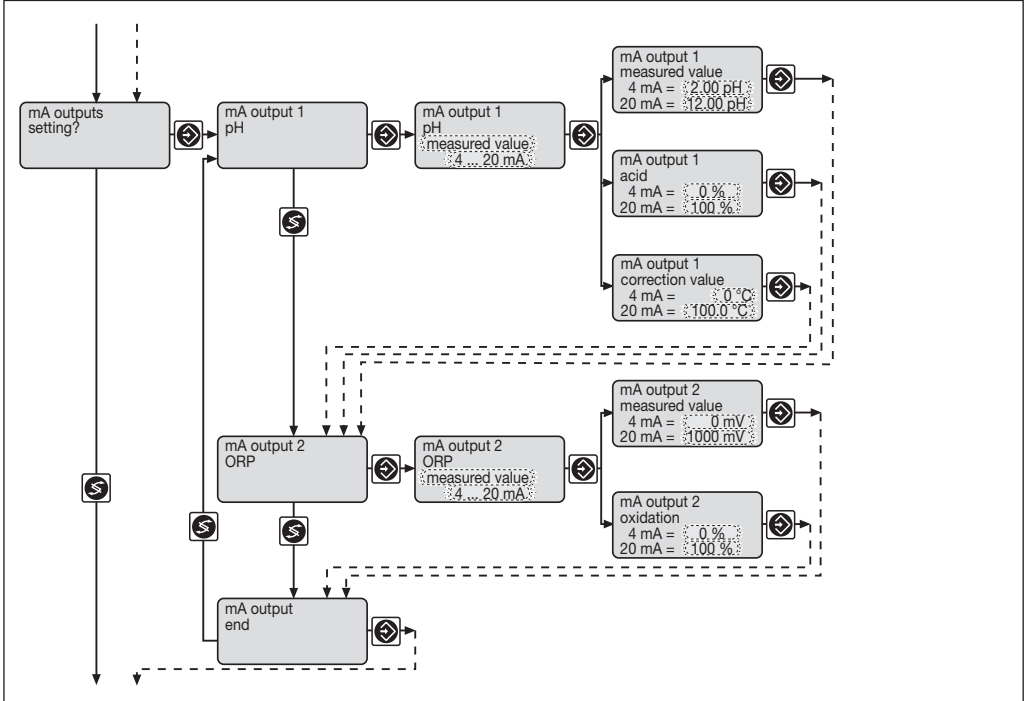 mA outputs
setting?
mA output 1
pH
mA output 1
pH
measured value
4 ... 20 mA
mA output 1
measured value
4 mA = 2.00 pH
20 mA = 12.00 pH
mA output 1
acid
4 mA = 0 %
20 mA = 100 %
mA output 1
correction value
4 mA = 0 °C
20 mA = 100.0 °C
mA output 2
ORP
mA output 2
ORP
measured value
4 ... 20 mA
mA output 2
measured value
4 mA = 0 mV
20 mA = 1000 mV
mA output 2
oxidation
4 mA = 0 %
20 mA = 100 %
mA output
end